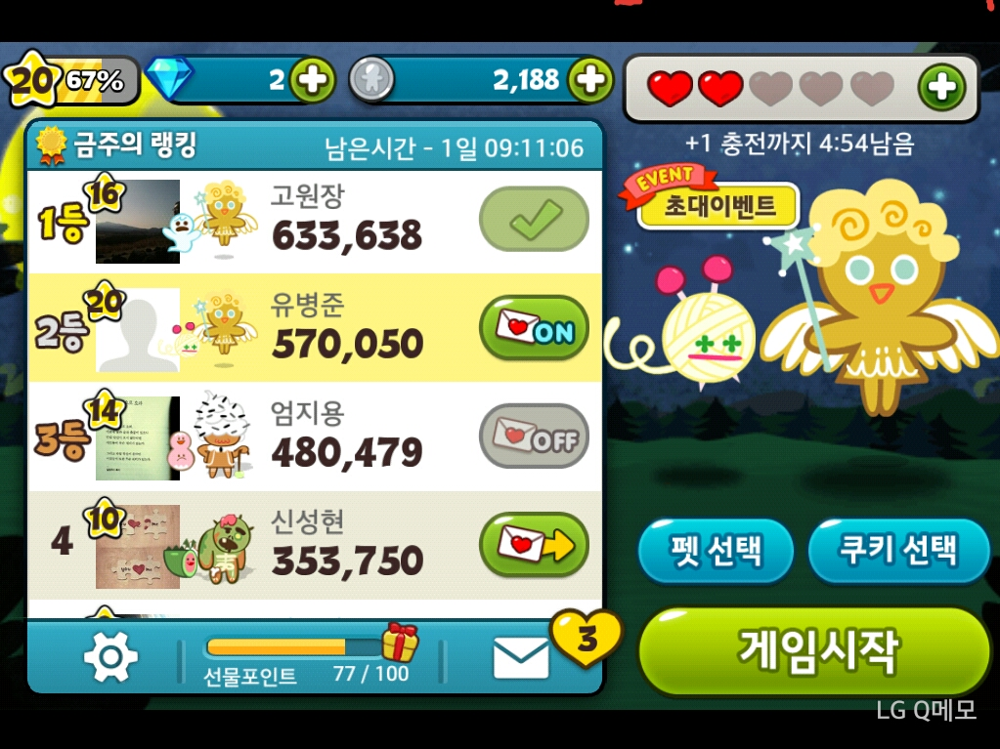 20 67% 2 2,188
+1 충전까지 4:54남음
금주의 랭킹 남은시간 - 1일 09:11:06
1등 16 고원장
633,638
2등 20 유병준
570,050 ON
3등 14 엄지용
480,479 OFF
4 10 신성현
353,750
선물포인트 77 / 100
3
EVENT
초대이벤트
펫 선택 쿠키 선택
게임시작
LG Q메모